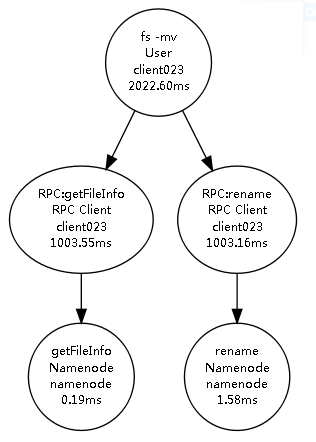 fs -mv
User
client023
2022.60ms
RPC:getFileInfo
RPC Client
client023
1003.55ms
RPC:rename
RPC Client
client023
1003.16ms
getFileInfo
Namenode
namenode
0.19ms
rename
Namenode
namenode
1.58ms